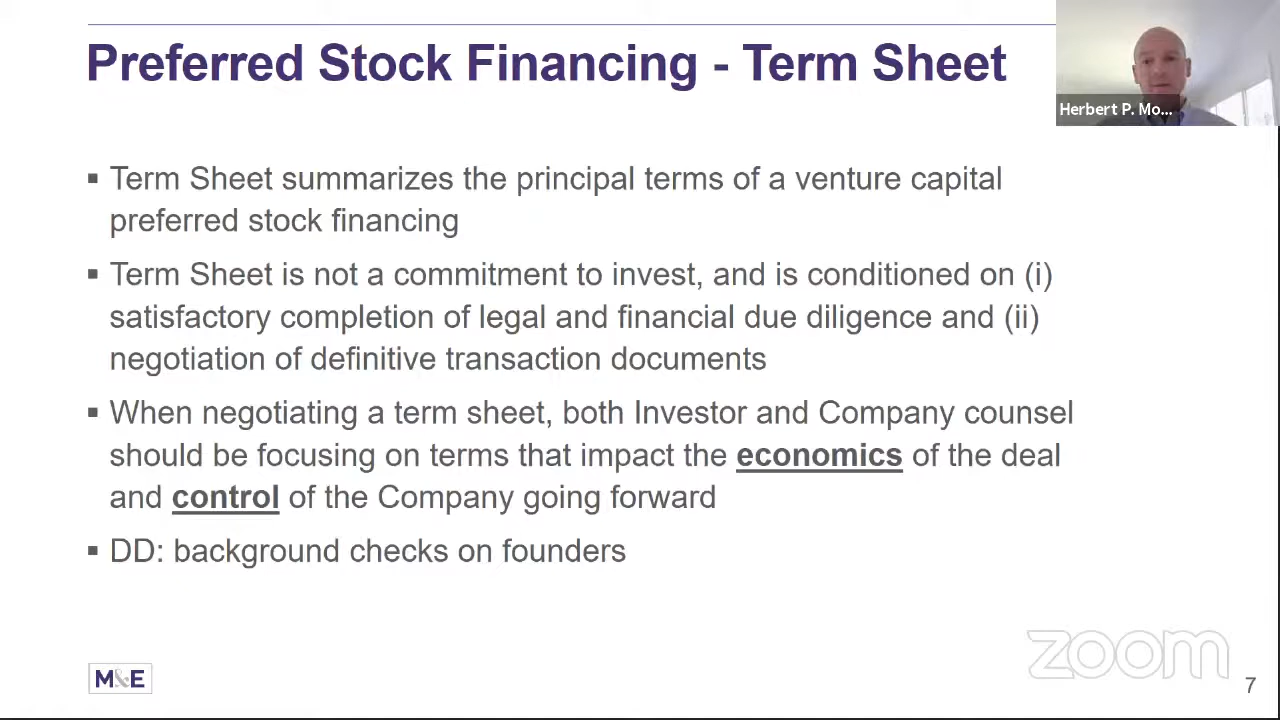 Preferred Stock Financing - Term Sheet
Herbert P. Mo...
▪ Term Sheet summarizes the principal terms of a venture capital
preferred stock financing
▪ Term Sheet is not a commitment to invest, and is conditioned on (i)
satisfactory completion of legal and financial due diligence and (ii)
negotiation of definitive transaction documents
▪ When negotiating a term sheet, both Investor and Company counsel
should be focusing on terms that impact the economics of the deal
and control of the Company going forward
▪ DD: background checks on founders
M&E
zoom
7